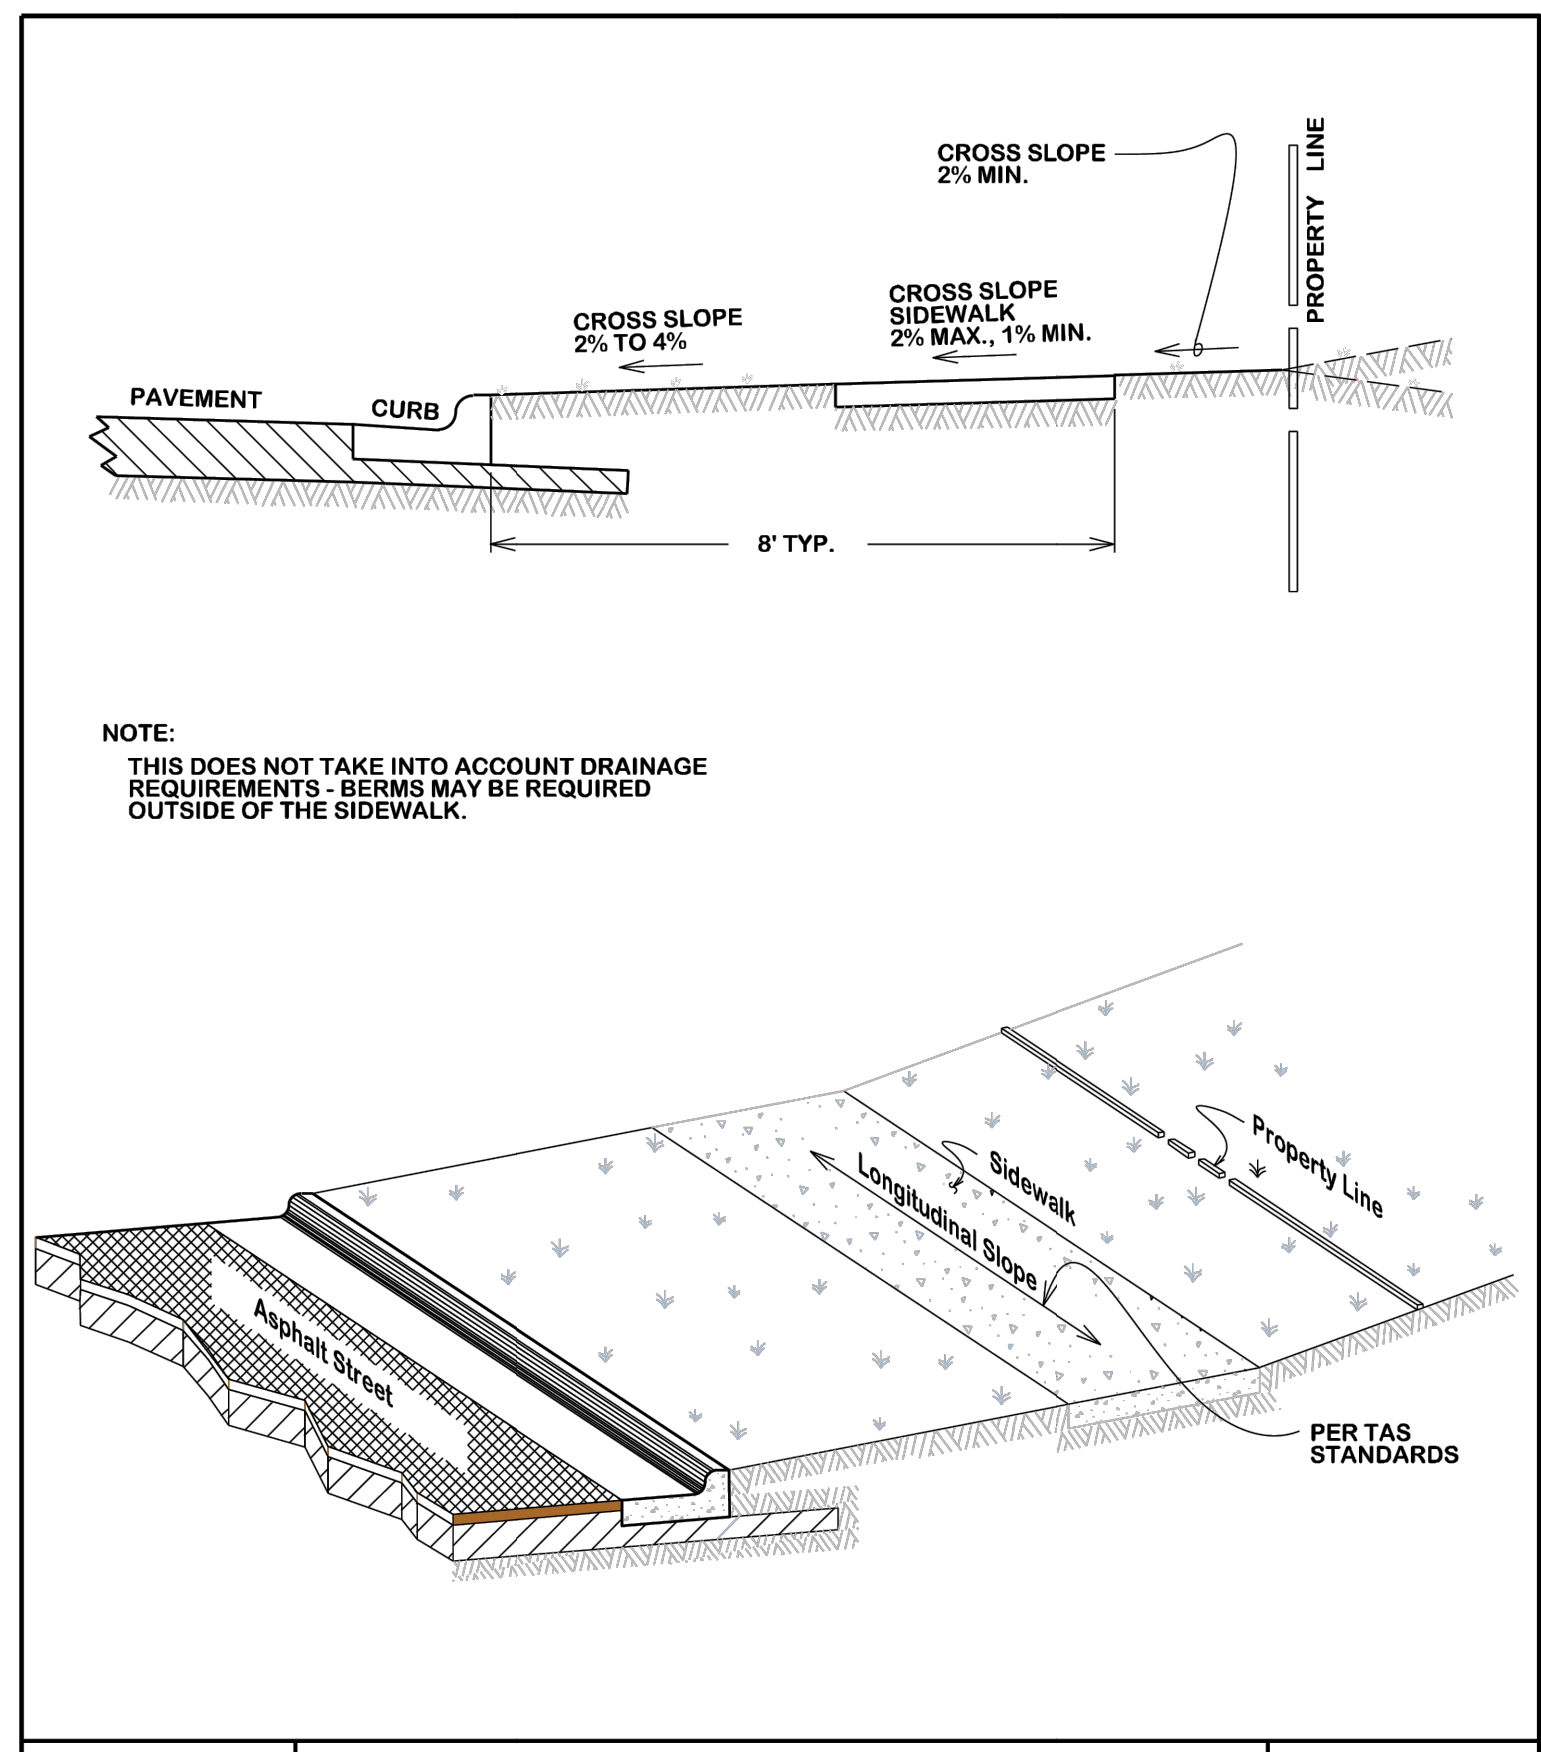 CROSS SLOPE
2% MIN.
PROPERTY LINE
CROSS SLOPE
SIDEWALK
2% MAX., 1% MIN.
CROSS SLOPE
2% TO 4%
PAVEMENT
CURB
8' TYP.
NOTE:
THIS DOES NOT TAKE INTO ACCOUNT DRAINAGE
REQUIREMENTS - BERMS MAY BE REQUIRED
OUTSIDE OF THE SIDEWALK.
Property Line
Sidewalk
Longitudinal Slope
Asphalt Street
PER TAS
STANDARDS